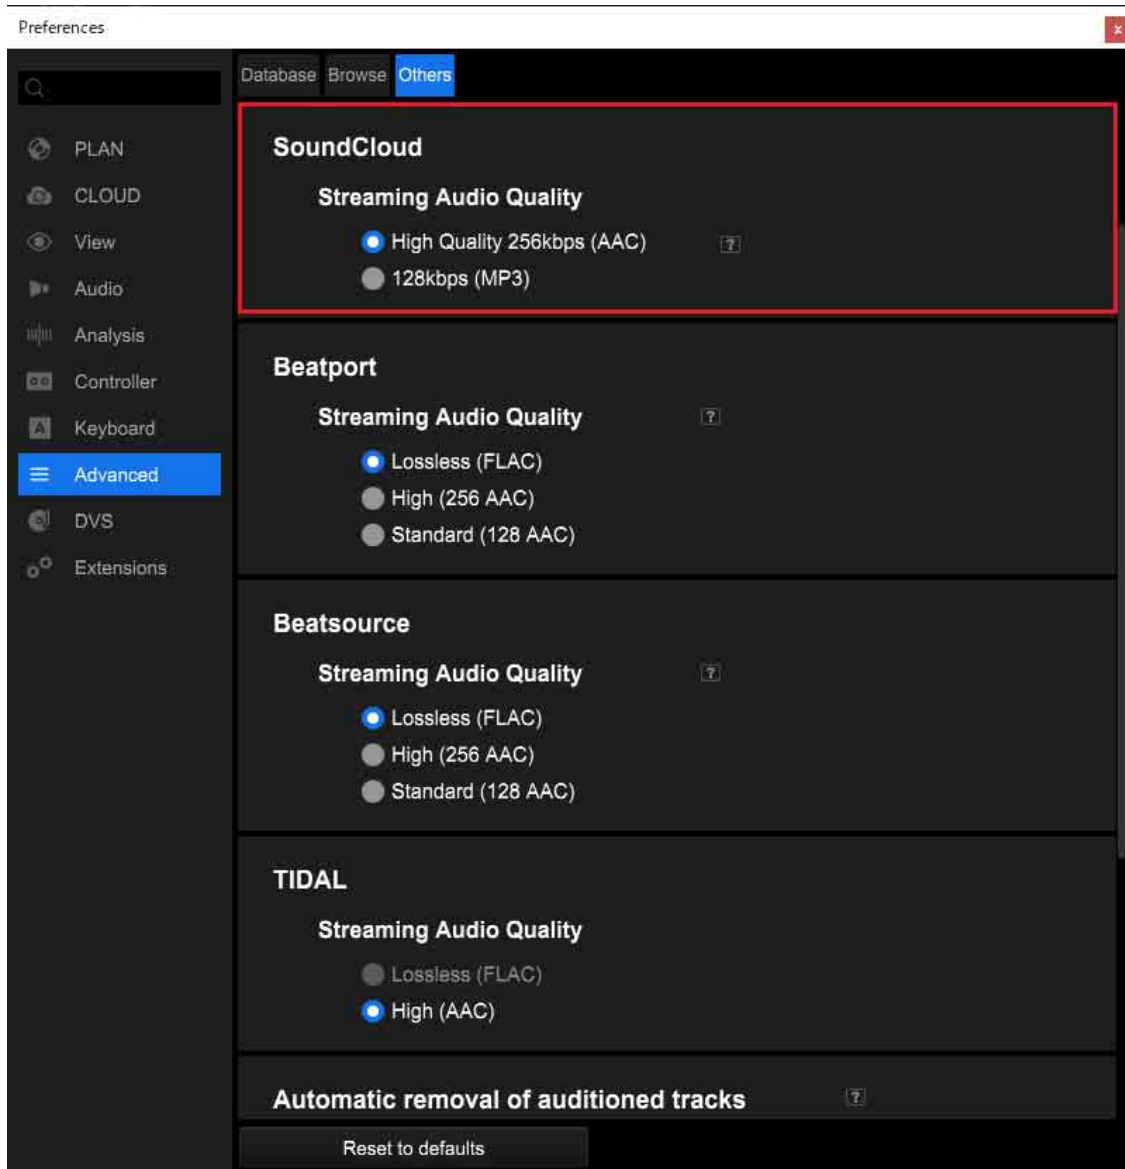 Preferences
x
PLAN
CLOUD
View
Audio
Analysis
Controller
Keyboard
Advanced
DVS
Extensions
Database Browse Others
SoundCloud
Streaming Audio Quality
High Quality 256kbps (AAC) ?
128kbps (MP3)
Beatport
Streaming Audio Quality ?
Lossless (FLAC)
High (256 AAC)
Standard (128 AAC)
Beatsource
Streaming Audio Quality ?
Lossless (FLAC)
High (256 AAC)
Standard (128 AAC)
TIDAL
Streaming Audio Quality
Lossless (FLAC)
High (AAC)
Automatic removal of auditioned tracks ?
Reset to defaults